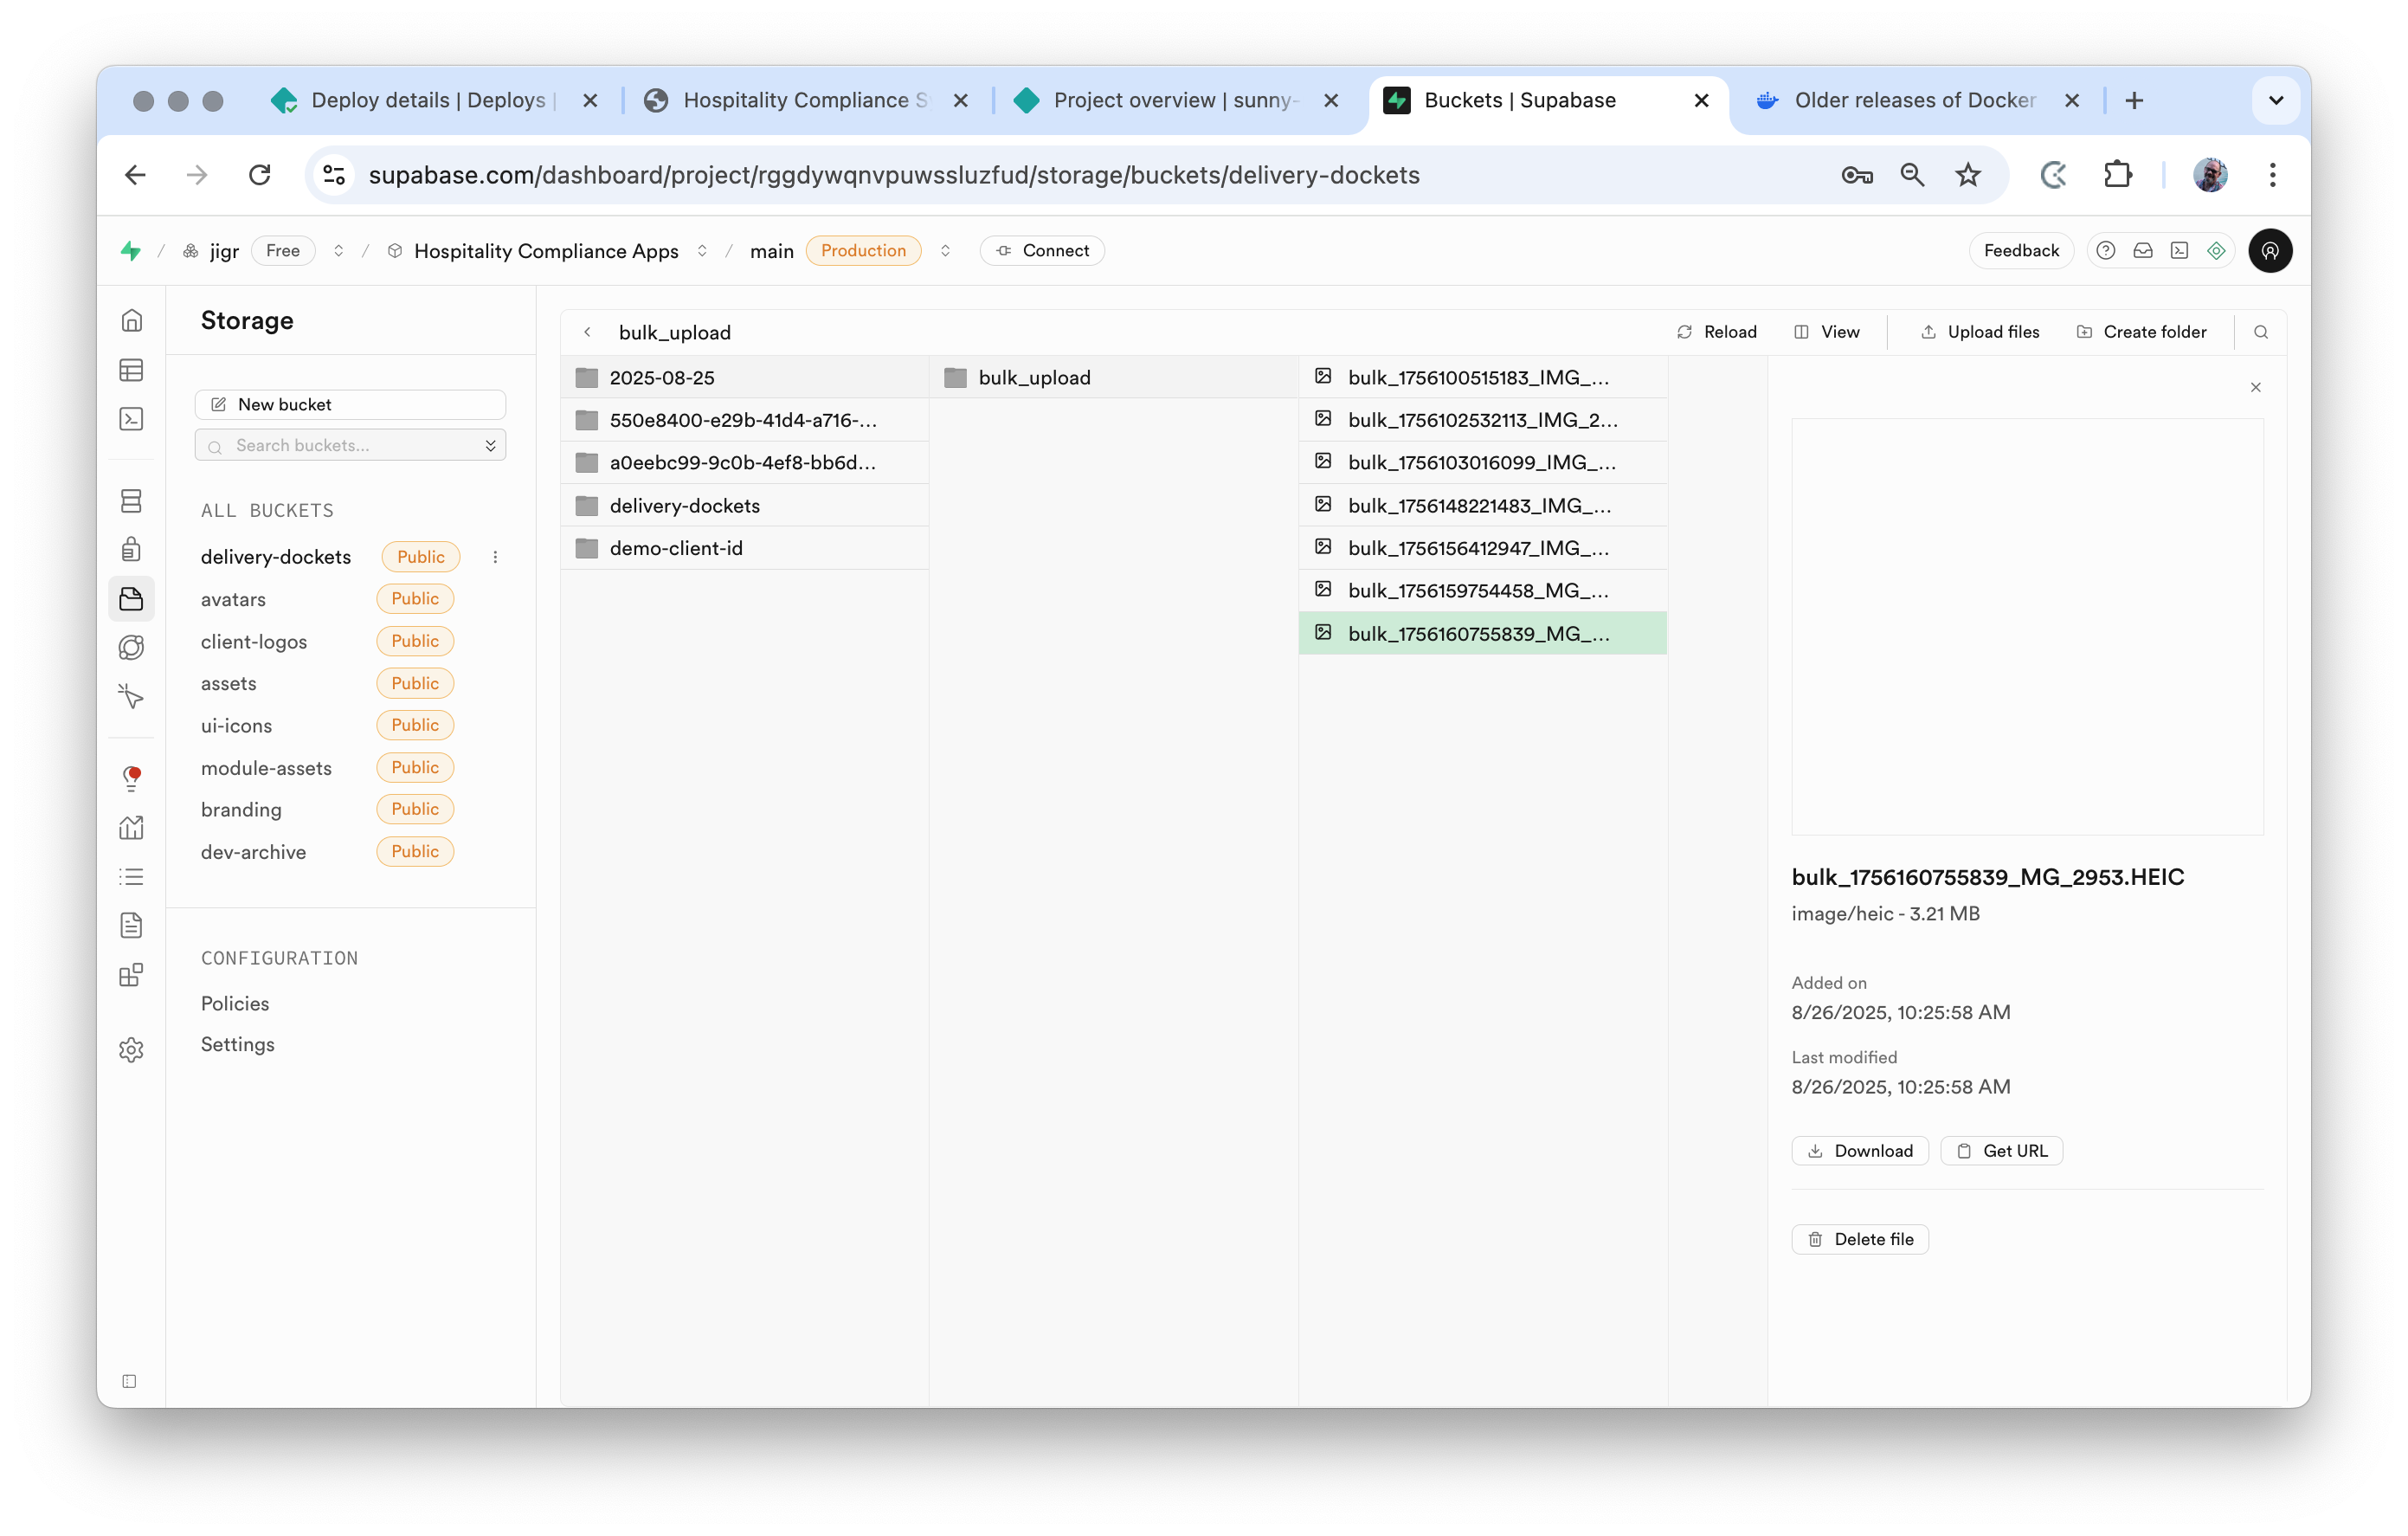 Deploy details | Deploys |
Hospitality Compliance S
Project overview | sunny-
Buckets | Supabase
Older releases of Docker
supabase.com/dashboard/project/rggdywqnvpuwssluzfud/storage/buckets/delivery-dockets
/ jigr Free / Hospitality Compliance Apps / main Production Connect
Feedback
Storage
New bucket
Search buckets...
ALL BUCKETS
delivery-dockets Public
avatars Public
client-logos Public
assets Public
ui-icons Public
module-assets Public
branding Public
dev-archive Public
CONFIGURATION
Policies
Settings
bulk_upload
Reload
View
Upload files
Create folder
2025-08-25
550e8400-e29b-41d4-a716-...
a0eebc99-9c0b-4ef8-bb6d...
delivery-dockets
demo-client-id
bulk_upload
bulk_1756100515183_IMG_...
bulk_1756102532113_IMG_2...
bulk_1756103016099_IMG_...
bulk_1756148221483_IMG_...
bulk_1756156412947_IMG_...
bulk_1756159754458_MG_...
bulk_1756160755839_MG_...
bulk_1756160755839_MG_2953.HEIC
image/heic - 3.21 MB
Added on
8/26/2025, 10:25:58 AM
Last modified
8/26/2025, 10:25:58 AM
Download
Get URL
Delete file